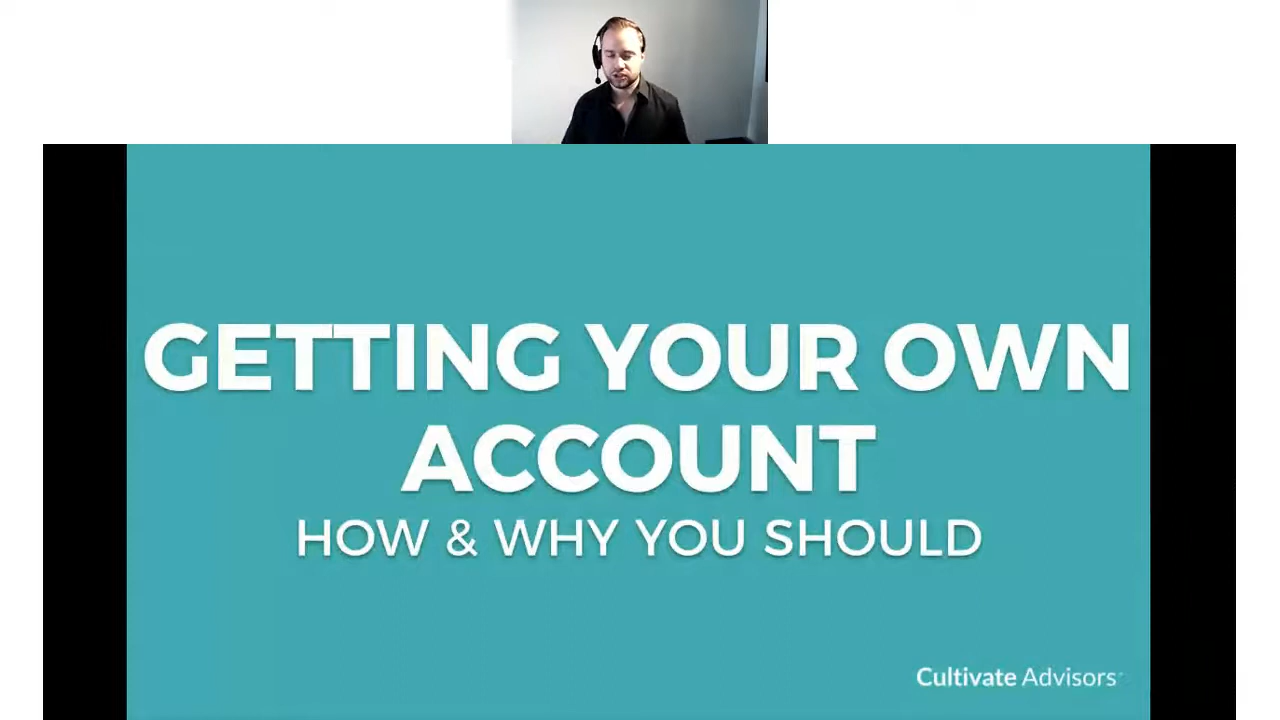 GETTING YOUR OWN
ACCOUNT
HOW & WHY YOU SHOULD
Cultivate Advisors